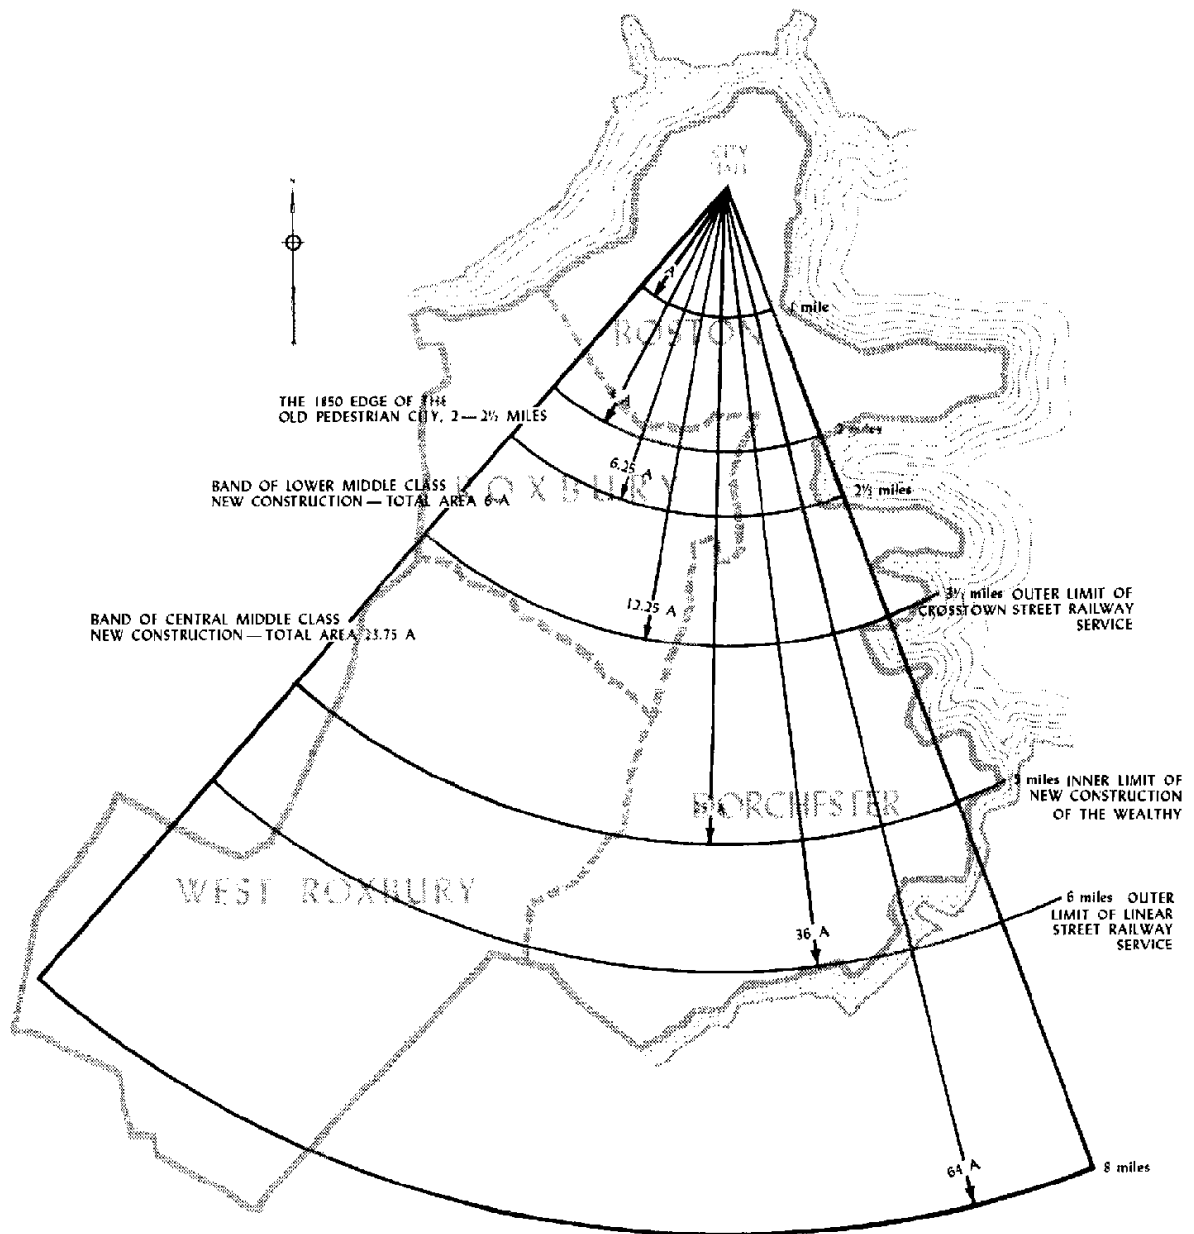 N
CITY
HALL
A
1 mile
BOSTON
THE 1850 EDGE OF THE
OLD PEDESTRIAN CITY, 2—2½ MILES
A
2 miles
6.25 A
BAND OF LOWER MIDDLE CLASS
NEW CONSTRUCTION—TOTAL AREA 6 A
ROXBURY
2½ miles
3½ miles OUTER LIMIT OF
CROSSTOWN STREET RAILWAY
SERVICE
12.25 A
BAND OF CENTRAL MIDDLE CLASS
NEW CONSTRUCTION—TOTAL AREA 23.75 A
5 miles INNER LIMIT OF
NEW CONSTRUCTION
OF THE WEALTHY
DORCHESTER
A
WEST ROXBURY
6 miles OUTER
LIMIT OF LINEAR
STREET RAILWAY
SERVICE
36 A
64 A
8 miles